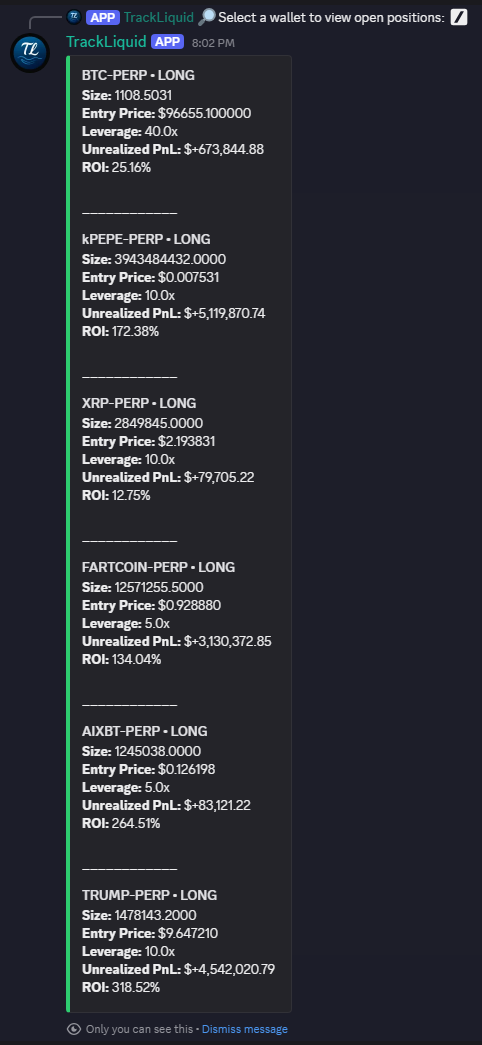 APP TrackLiquid 🔎 Select a wallet to view open positions:
TL
TrackLiquid APP 8:02 PM
BTC-PERP • LONG
Size: 1108.5031
Entry Price: $96655.100000
Leverage: 40.0x
Unrealized PnL: $+673,844.88
ROI: 25.16%
____________
kPEPE-PERP • LONG
Size: 3943484432.0000
Entry Price: $0.007531
Leverage: 10.0x
Unrealized PnL: $+5,119,870.74
ROI: 172.38%
____________
XRP-PERP • LONG
Size: 2849845.0000
Entry Price: $2.193831
Leverage: 10.0x
Unrealized PnL: $+79,705.22
ROI: 12.75%
____________
FARTCOIN-PERP • LONG
Size: 12571255.5000
Entry Price: $0.928880
Leverage: 5.0x
Unrealized PnL: $+3,130,372.85
ROI: 134.04%
____________
AIXBT-PERP • LONG
Size: 1245038.0000
Entry Price: $0.126198
Leverage: 5.0x
Unrealized PnL: $+83,121.22
ROI: 264.51%
____________
TRUMP-PERP • LONG
Size: 1478143.2000
Entry Price: $9.647210
Leverage: 10.0x
Unrealized PnL: $+4,542,020.79
ROI: 318.52%
Only you can see this • Dismiss message